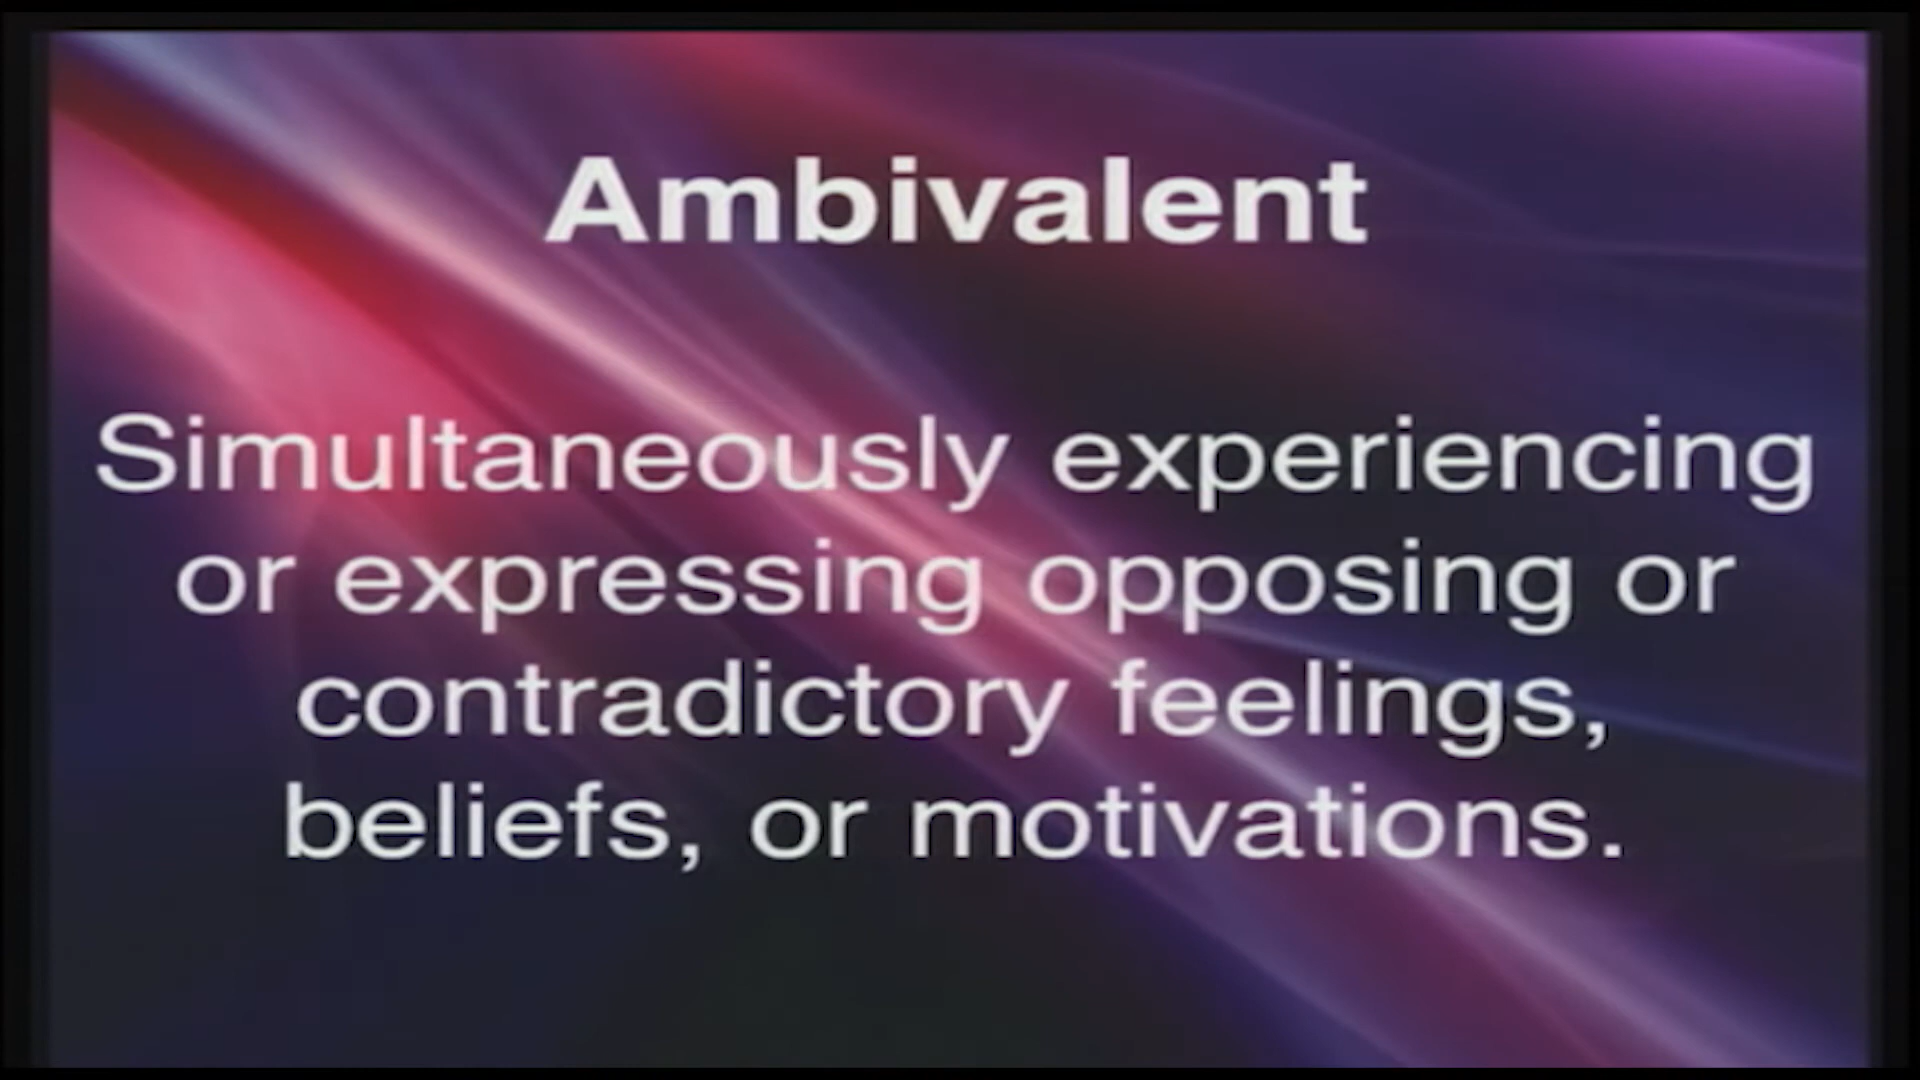 Ambivalent
Simultaneously experiencing
or expressing opposing or
contradictory feelings,
beliefs, or motivations.